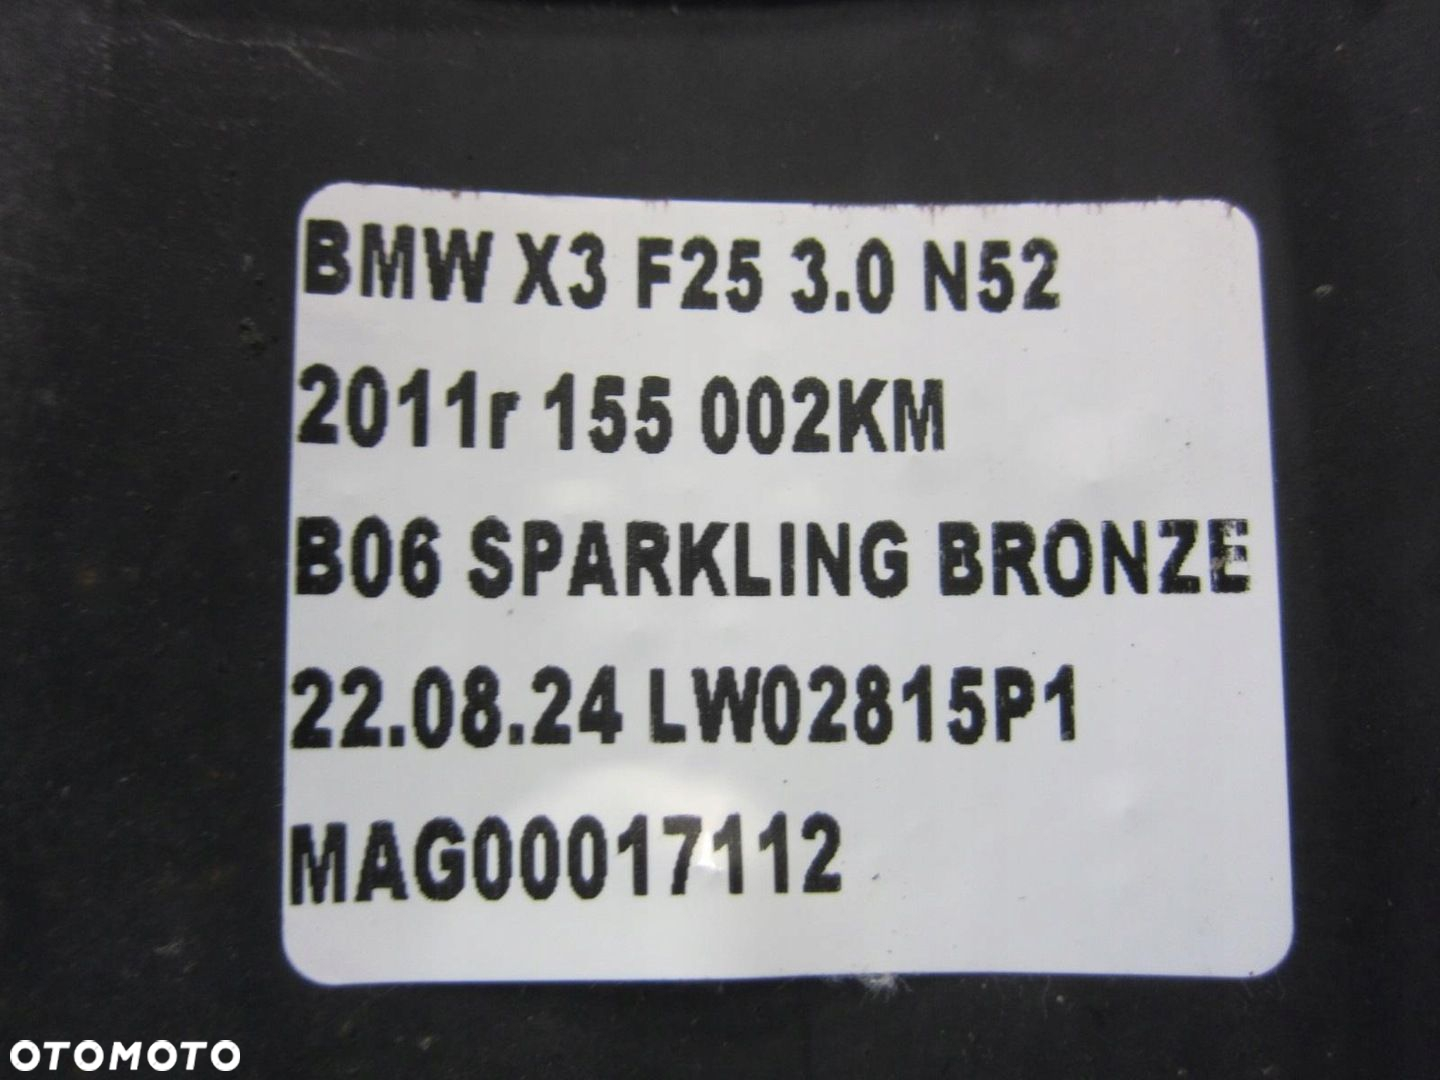 BMW X3 F25 3.0 N52
2011r 155 002KM
B06 SPARKLING BRONZE
22.08.24 LW02815P1
MAG00017112
OTOMOTO